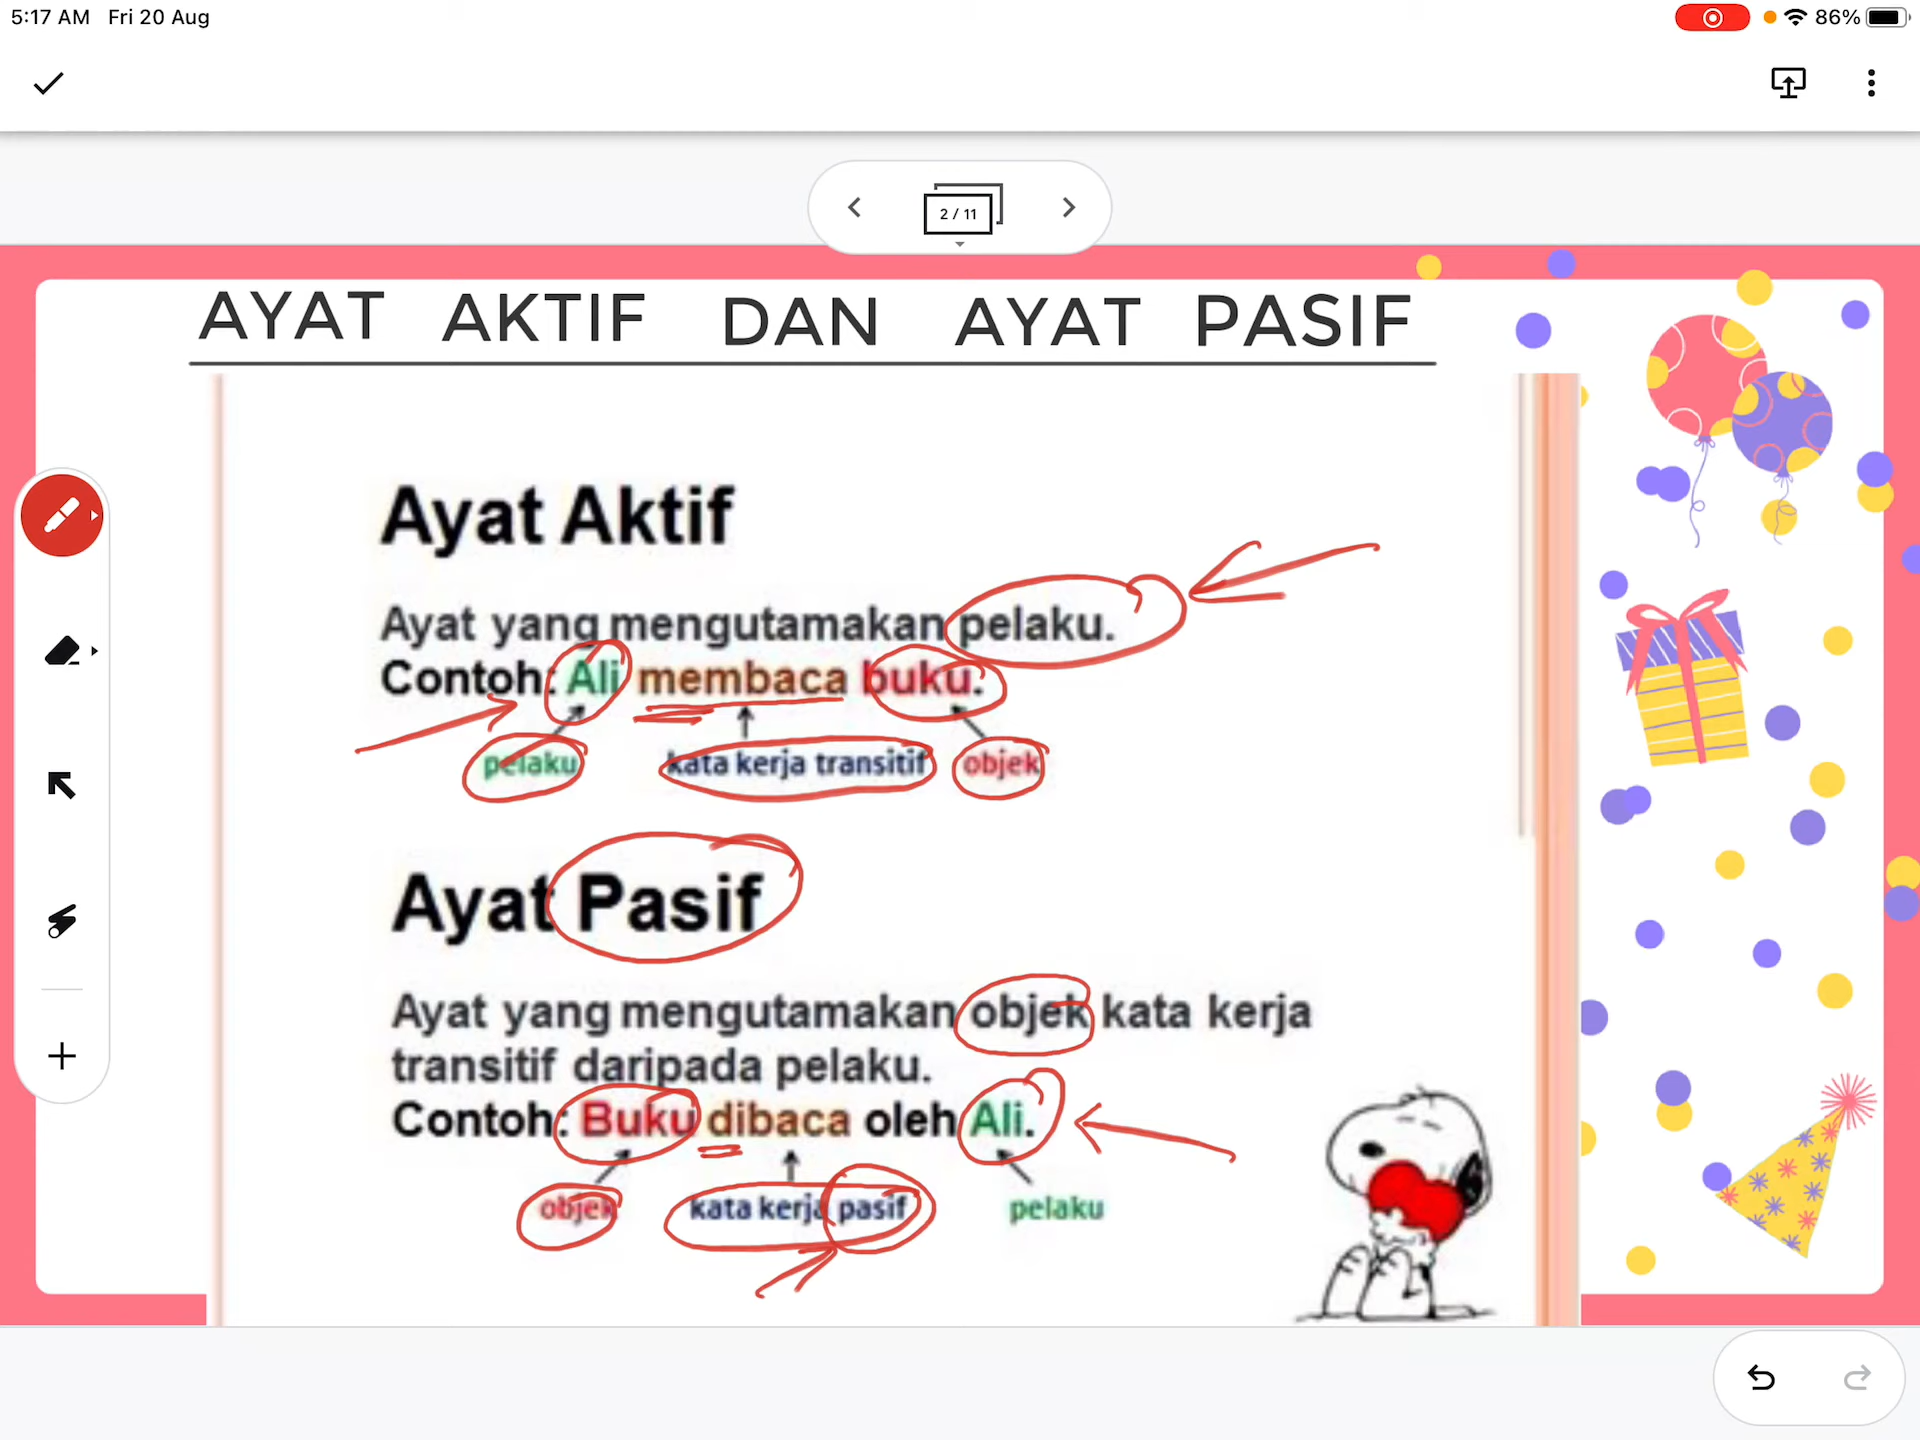 5:17 AM Fri 20 Aug
86%
2 / 11
AYAT AKTIF DAN AYAT PASIF
Ayat Aktif
Ayat yang mengutamakan pelaku.
Contoh: Ali membaca buku.
pelaku kata kerja transitif objek
Ayat Pasif
Ayat yang mengutamakan objek kata kerja
transitif daripada pelaku.
Contoh: Buku dibaca oleh Ali.
objek kata kerja pasif pelaku